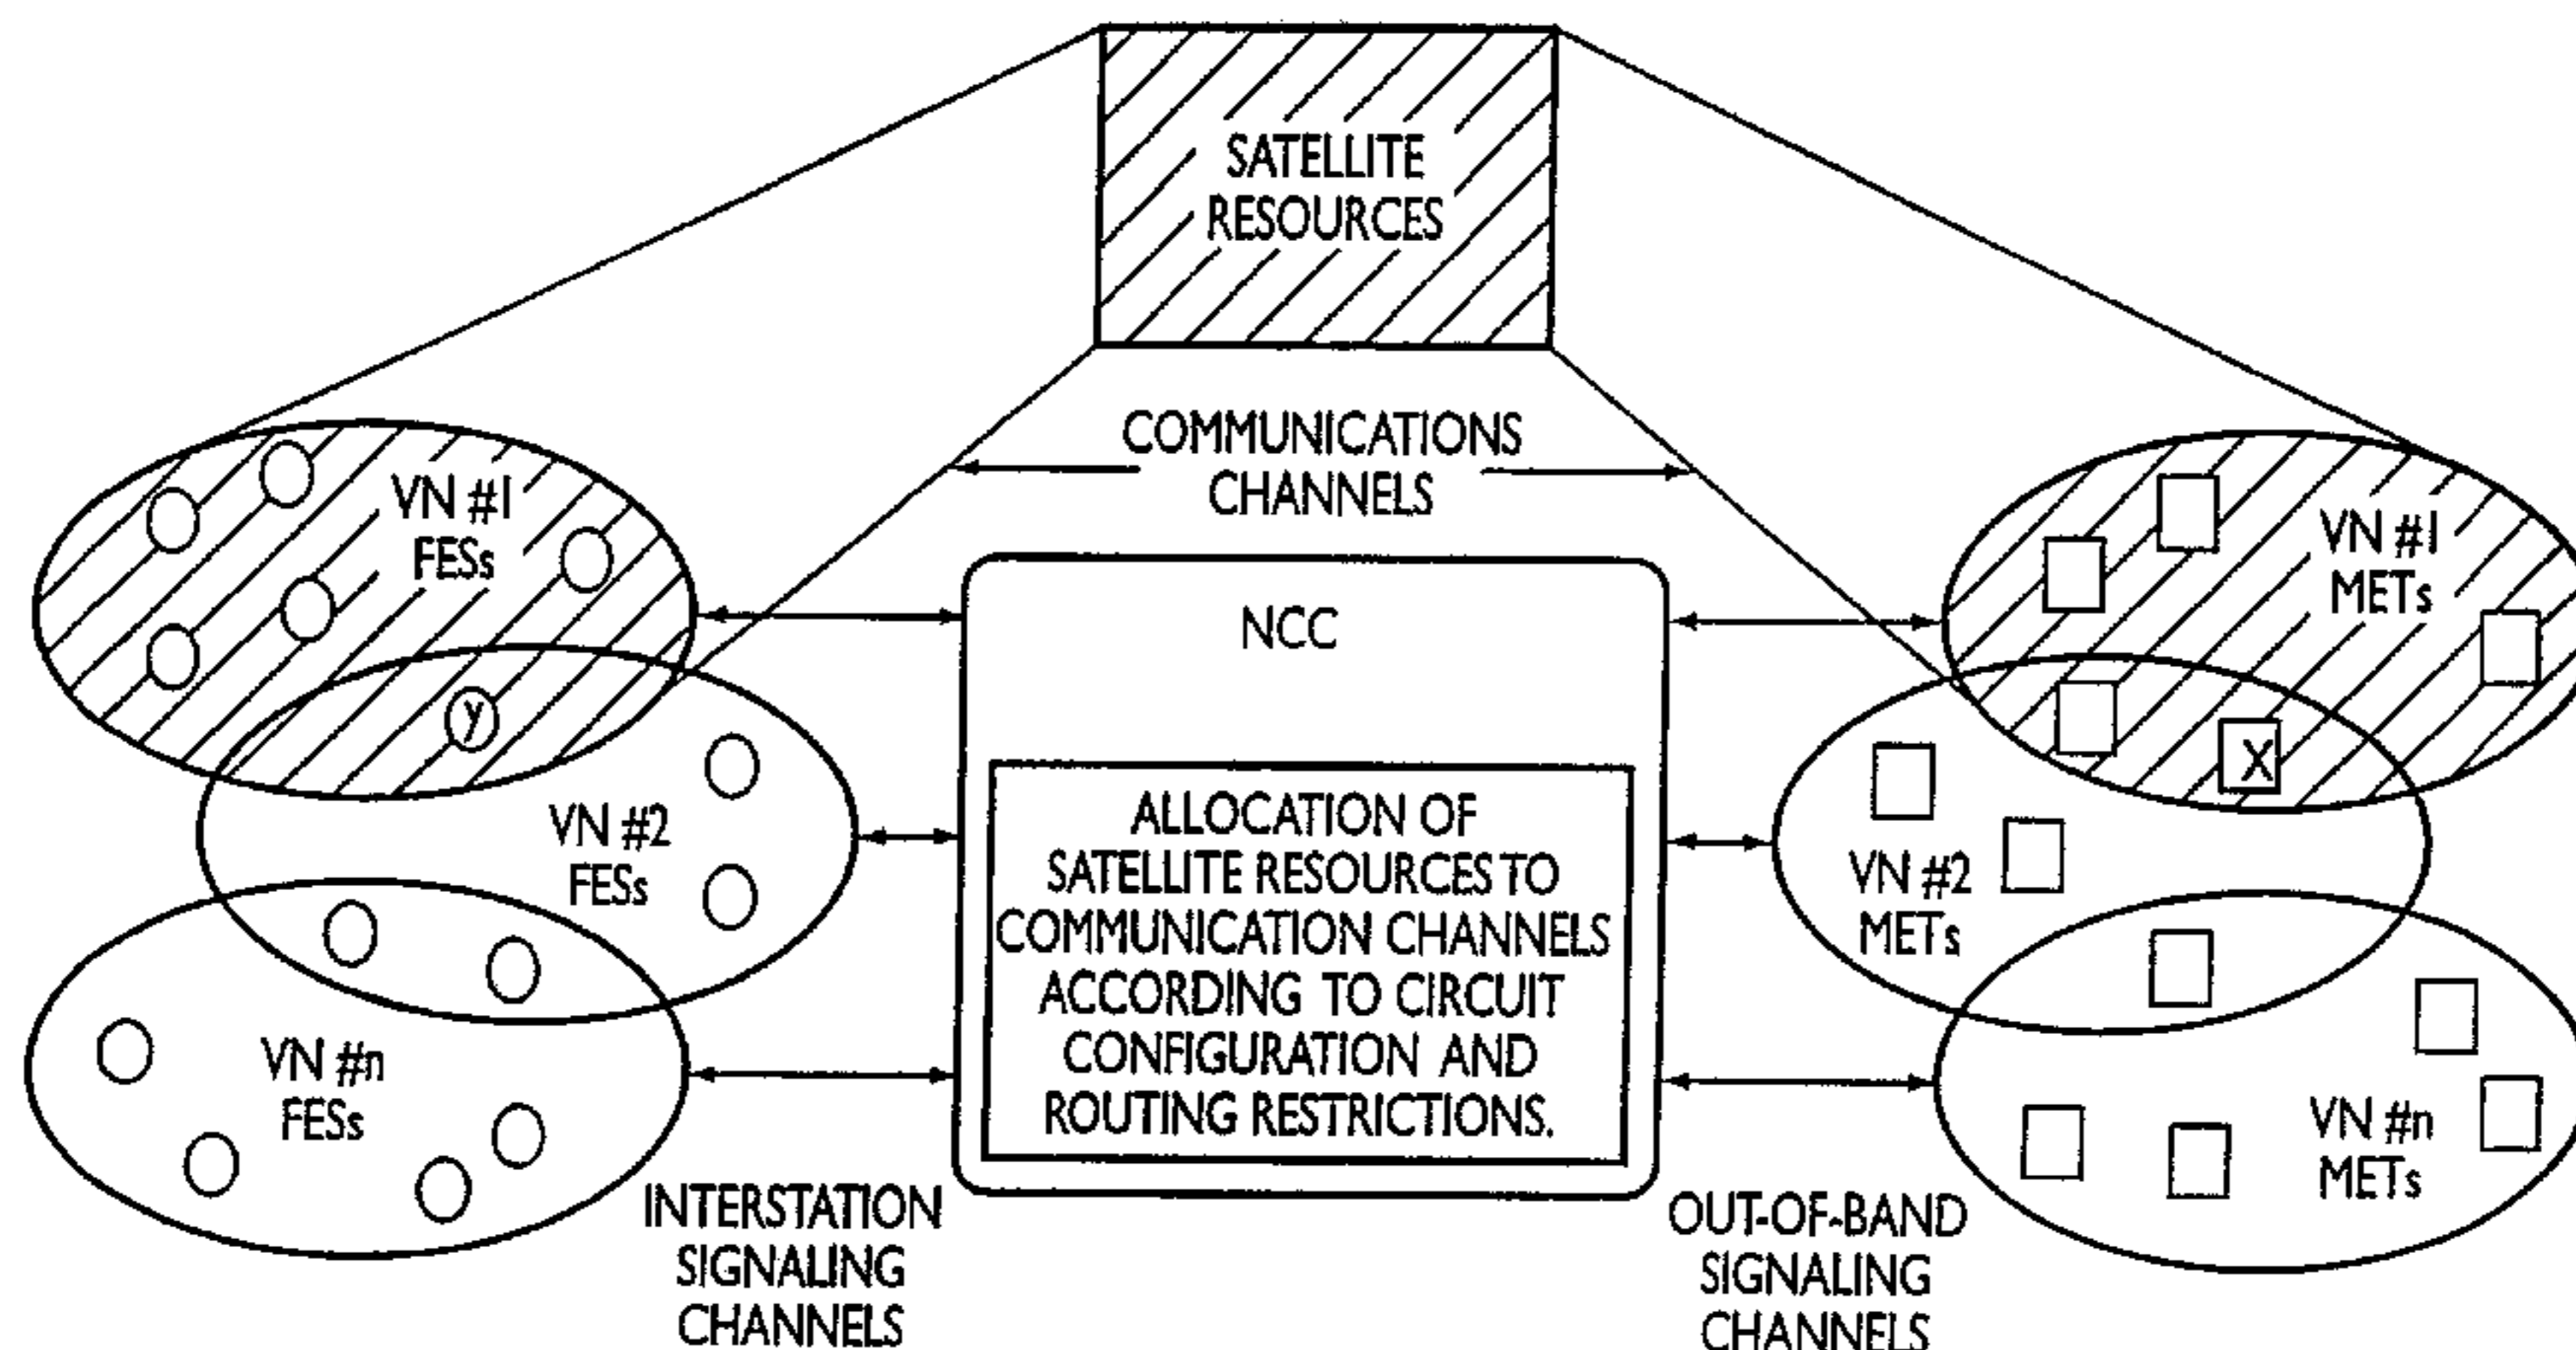 SATELLITE
RESOURCES
COMMUNICATIONS
CHANNELS
VN #1
FESs
VN #1
METs
NCC
y
X
VN #2
FESs
VN #2
METs
ALLOCATION OF
SATELLITE RESOURCES TO
COMMUNICATION CHANNELS
ACCORDING TO CIRCUIT
CONFIGURATION AND
ROUTING RESTRICTIONS.
VN #n
FESs
VN #n
METs
INTERSTATION
SIGNALING
CHANNELS
OUT-OF-BAND
SIGNALING
CHANNELS